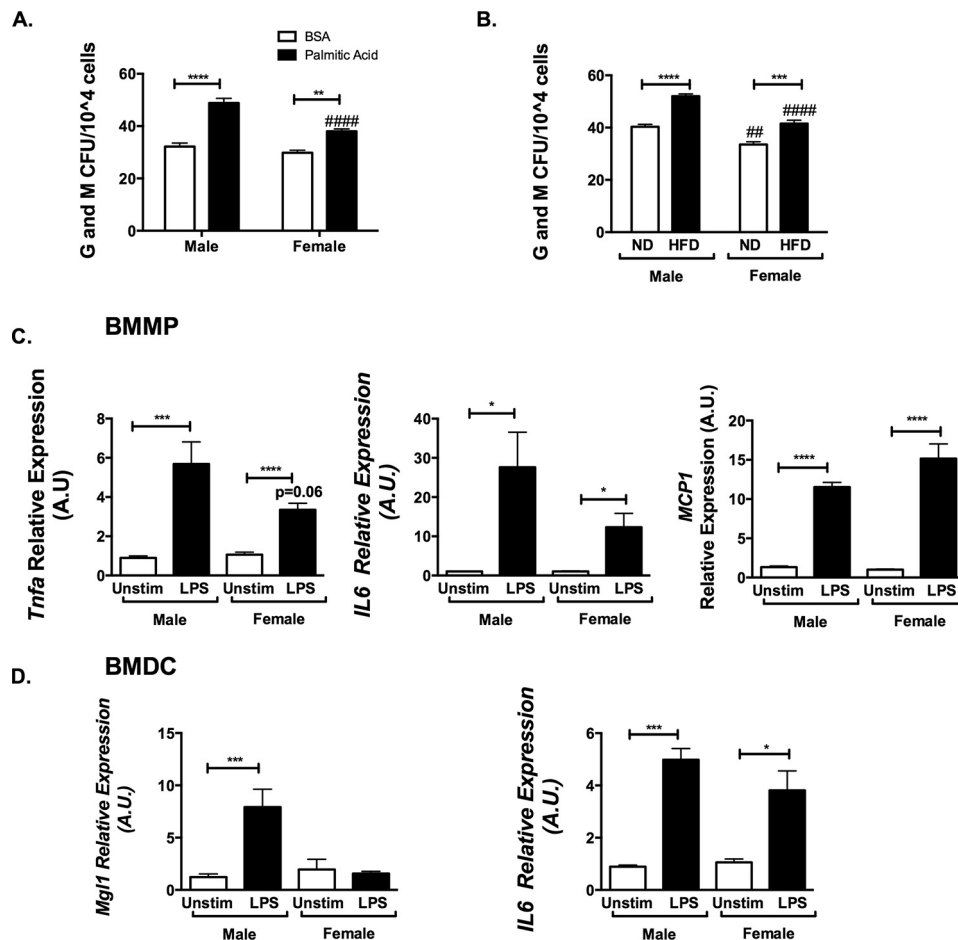 A.
BSA
Palmitic Acid
G and M CFU/10^4 cells
60
40
20
0
****
**
####
Male
Female
B.
G and M CFU/10^4 cells
60
40
20
0
****
***
##
####
ND
HFD
ND
HFD
Male
Female
C.
BMMP
Tnfa Relative Expression
(A.U)
8
6
4
2
0
***
****
p=0.06
Unstim
LPS
Unstim
LPS
Male
Female
IL6 Relative Expression
(A.U.)
40
30
20
10
0
*
*
Unstim
LPS
Unstim
LPS
Male
Female
MCP1
Relative Expression (A.U.)
20
15
10
5
0
****
****
Unstim
LPS
Unstim
LPS
Male
Female
D.
BMDC
Mgl1 Relative Expression
(A.U.)
15
10
5
0
***
Unstim
LPS
Unstim
LPS
Male
Female
IL6 Relative Expression
(A.U.)
6
4
2
0
***
*
Unstim
LPS
Unstim
LPS
Male
Female